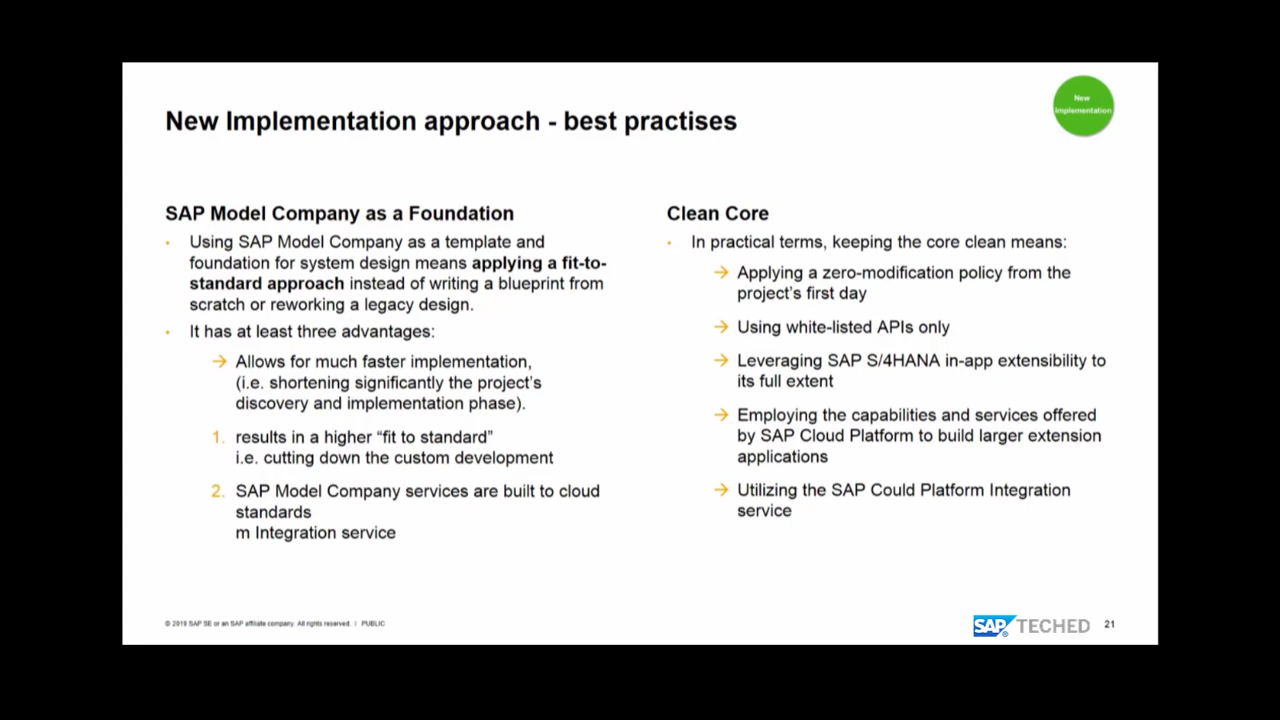 New Implementation approach - best practises
New
Implementation
SAP Model Company as a Foundation
• Using SAP Model Company as a template and
foundation for system design means applying a fit-to-
standard approach instead of writing a blueprint from
scratch or reworking a legacy design.
• It has at least three advantages:
→ Allows for much faster implementation,
(i.e. shortening significantly the project's
discovery and implementation phase).
1. results in a higher “fit to standard”
i.e. cutting down the custom development
2. SAP Model Company services are built to cloud
standards
m Integration service
Clean Core
• In practical terms, keeping the core clean means:
→ Applying a zero-modification policy from the
project's first day
→ Using white-listed APIs only
→ Leveraging SAP S/4HANA in-app extensibility to
its full extent
→ Employing the capabilities and services offered
by SAP Cloud Platform to build larger extension
applications
→ Utilizing the SAP Could Platform Integration
service
© 2019 SAP SE or an SAP affiliate company. All rights reserved. | PUBLIC
SAP® TECHED 21